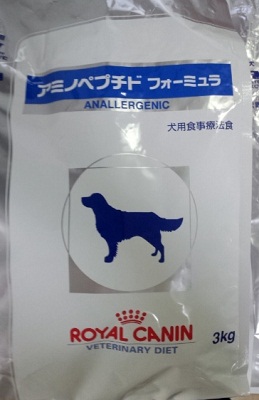 アミノペプチド フォーミュラ
ANALLERGENIC
犬用食事療法食
ROYAL CANIN
VETERINARY DIET
3kg